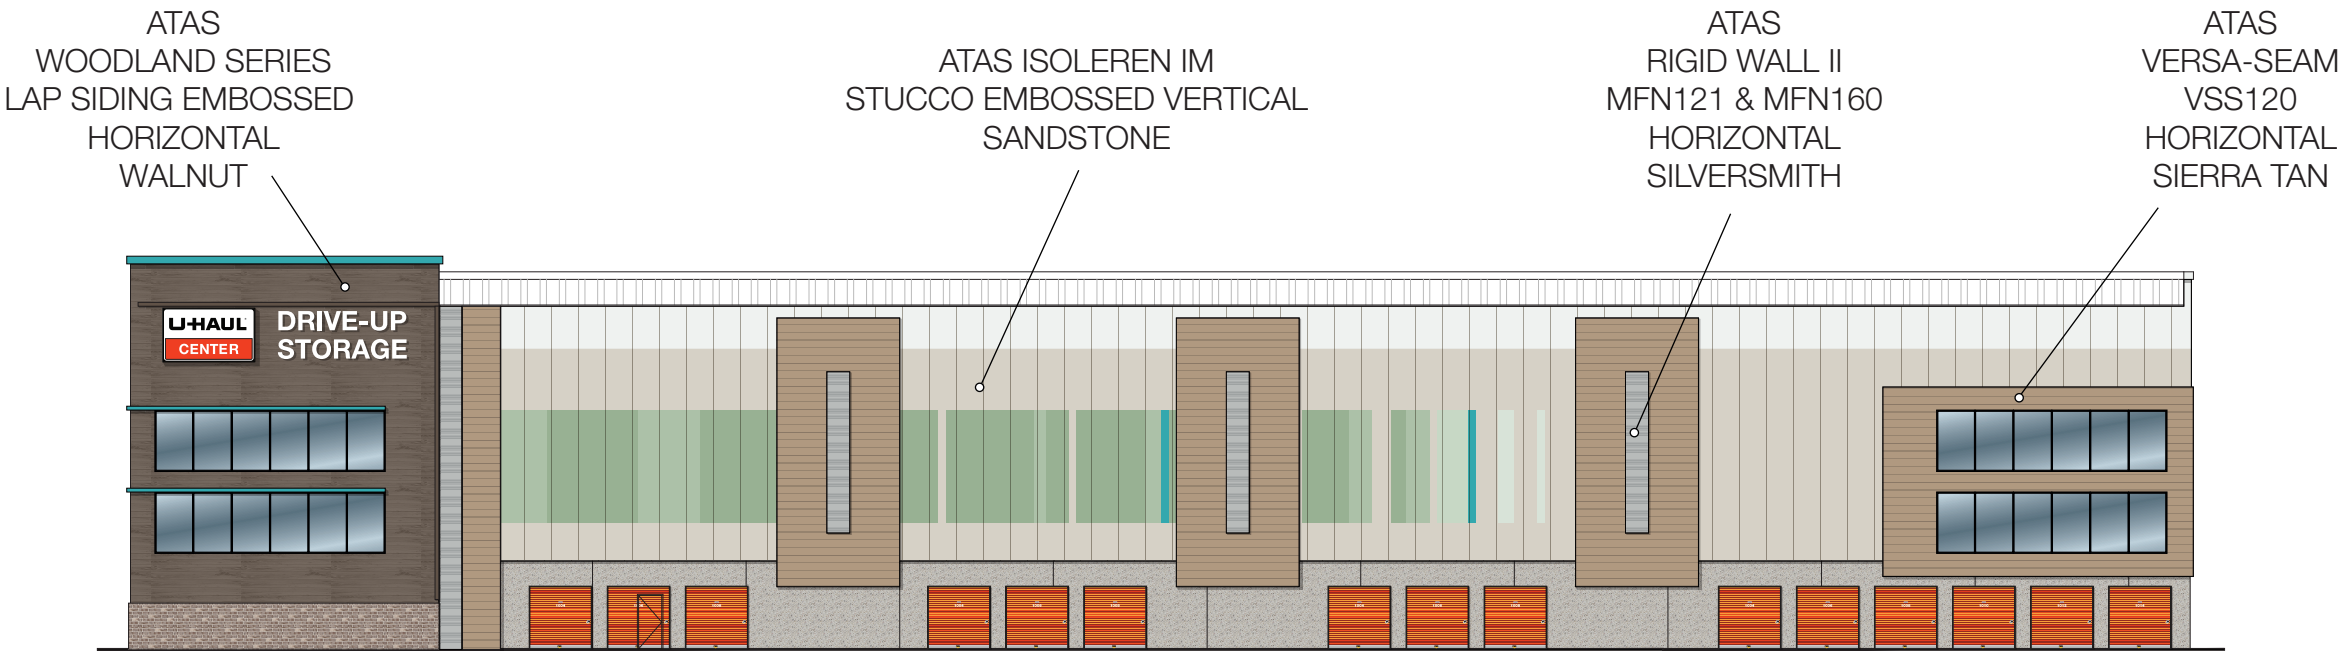 ATAS
WOODLAND SERIES
LAP SIDING EMBOSSED
HORIZONTAL
WALNUT
ATAS ISOLEREN IM
STUCCO EMBOSSED VERTICAL
SANDSTONE
ATAS
RIGID WALL II
MFN121 & MFN160
HORIZONTAL
SILVERSMITH
ATAS
VERSA-SEAM
VSS120
HORIZONTAL
SIERRA TAN
U-HAUL
CENTER
DRIVE-UP
STORAGE